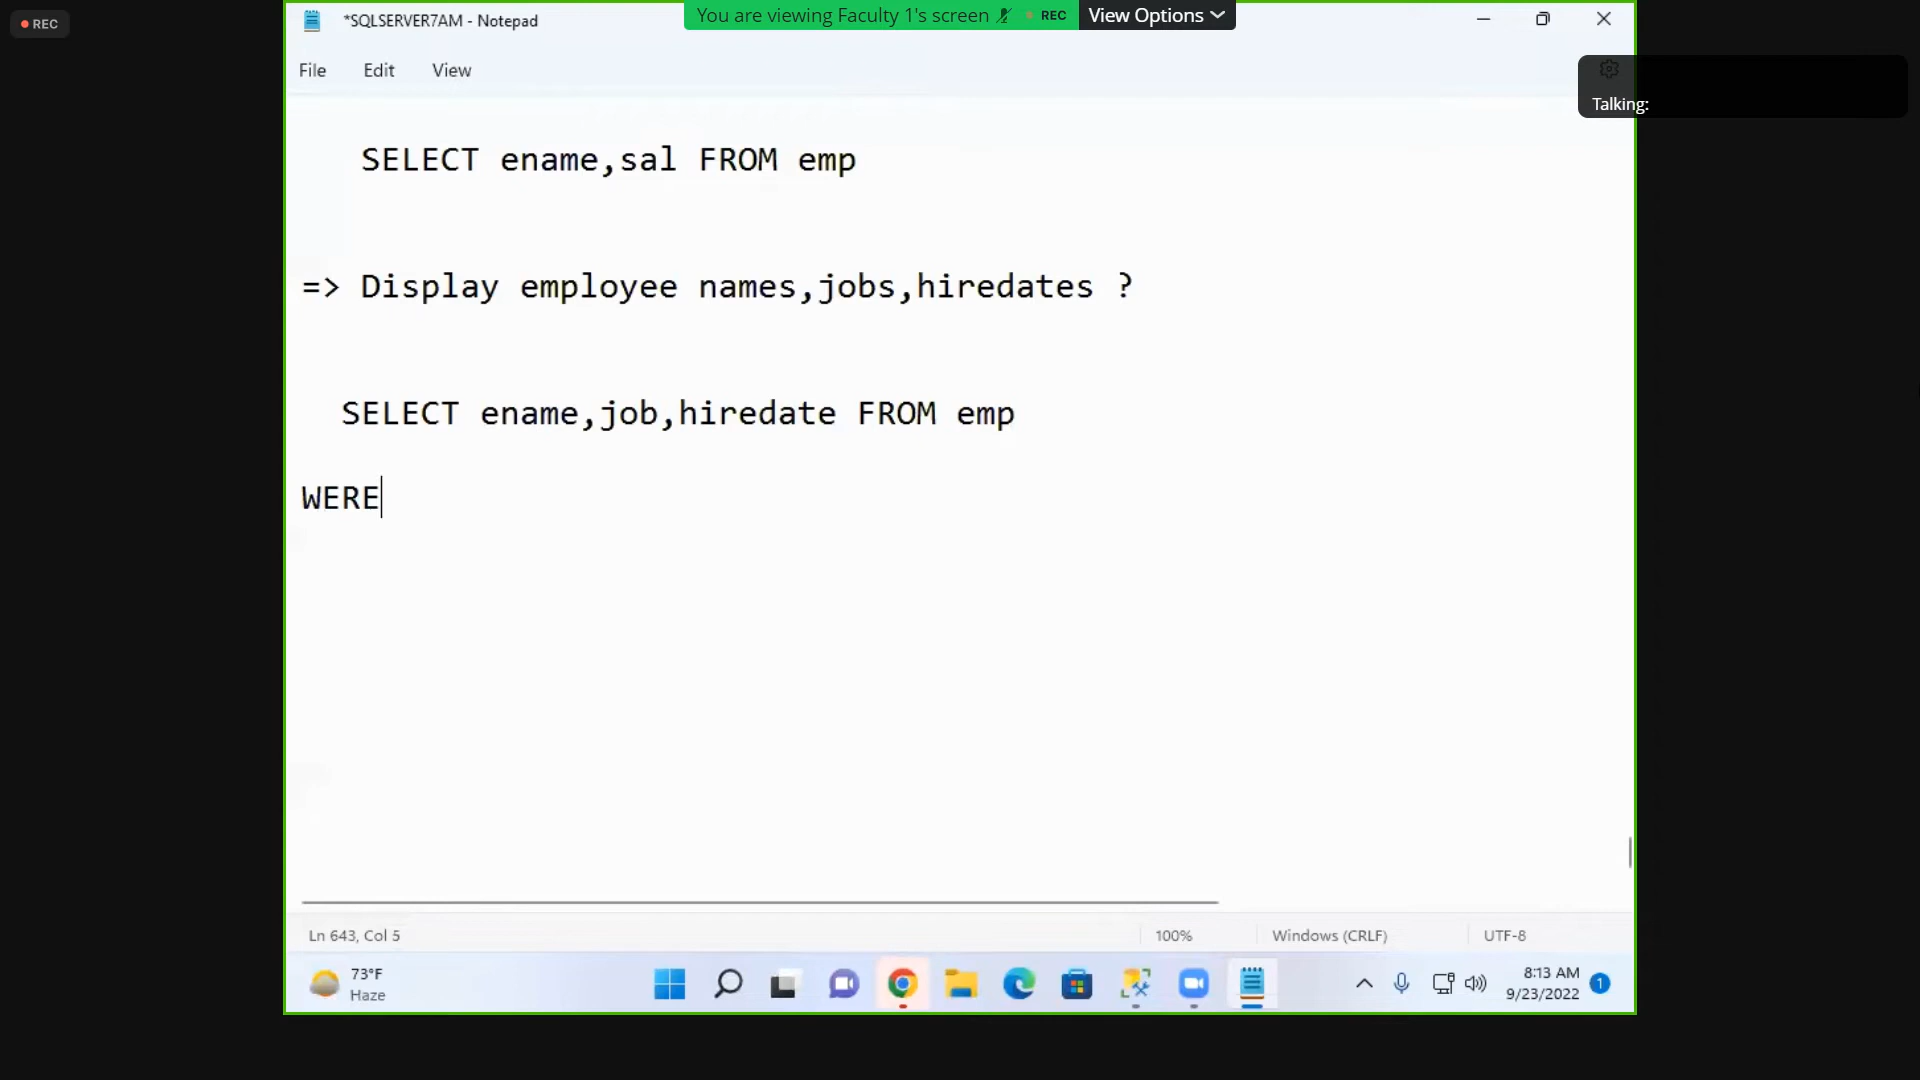 REC
*SQLSERVER7AM - Notepad
You are viewing Faculty 1's screen REC View Options
File Edit View
Talking:
SELECT ename,sal FROM emp
=> Display employee names,jobs,hiredates ?
SELECT ename,job,hiredate FROM emp
WERE
Ln 643, Col 5 100% Windows (CRLF) UTF-8
73°F
Haze
8:13 AM
9/23/2022
1